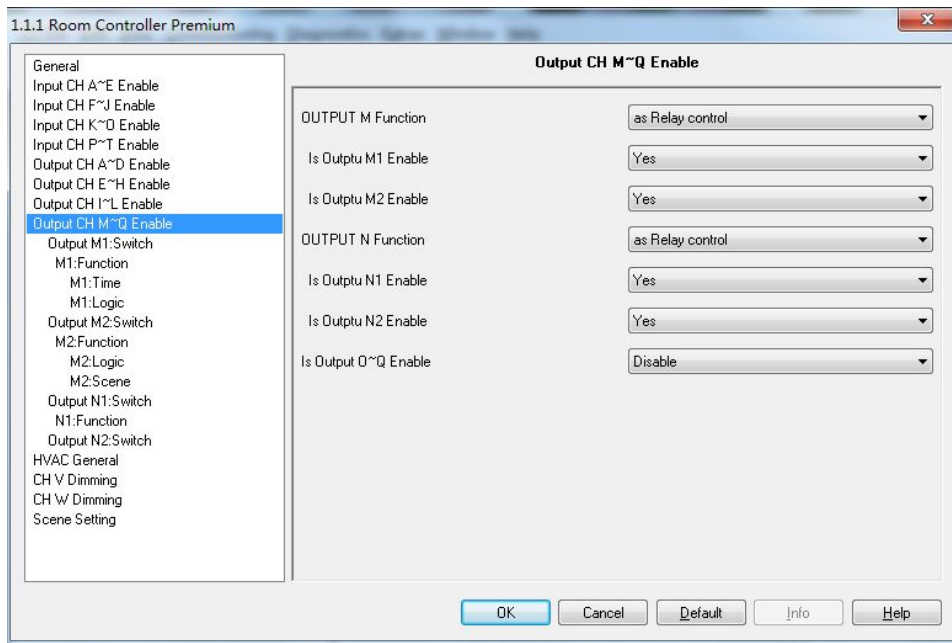 1.1.1 Room Controller Premium
General
Input CH A~E Enable
Input CH F~J Enable
Input CH K~O Enable
Input CH P~T Enable
Output CH A~D Enable
Output CH E~H Enable
Output CH I~L Enable
Output CH M~Q Enable
Output M1:Switch
M1:Function
M1:Time
M1:Logic
Output M2:Switch
M2:Function
M2:Logic
M2:Scene
Output N1:Switch
N1:Function
Output N2:Switch
HVAC General
CH V Dimming
CH W Dimming
Scene Setting
Output CH M~Q Enable
OUTPUT M Function as Relay control
Is Outptu M1 Enable Yes
Is Outptu M2 Enable Yes
OUTPUT N Function as Relay control
Is Outptu N1 Enable Yes
Is Outptu N2 Enable Yes
Is Output O~Q Enable Disable
OK Cancel Default Info Help